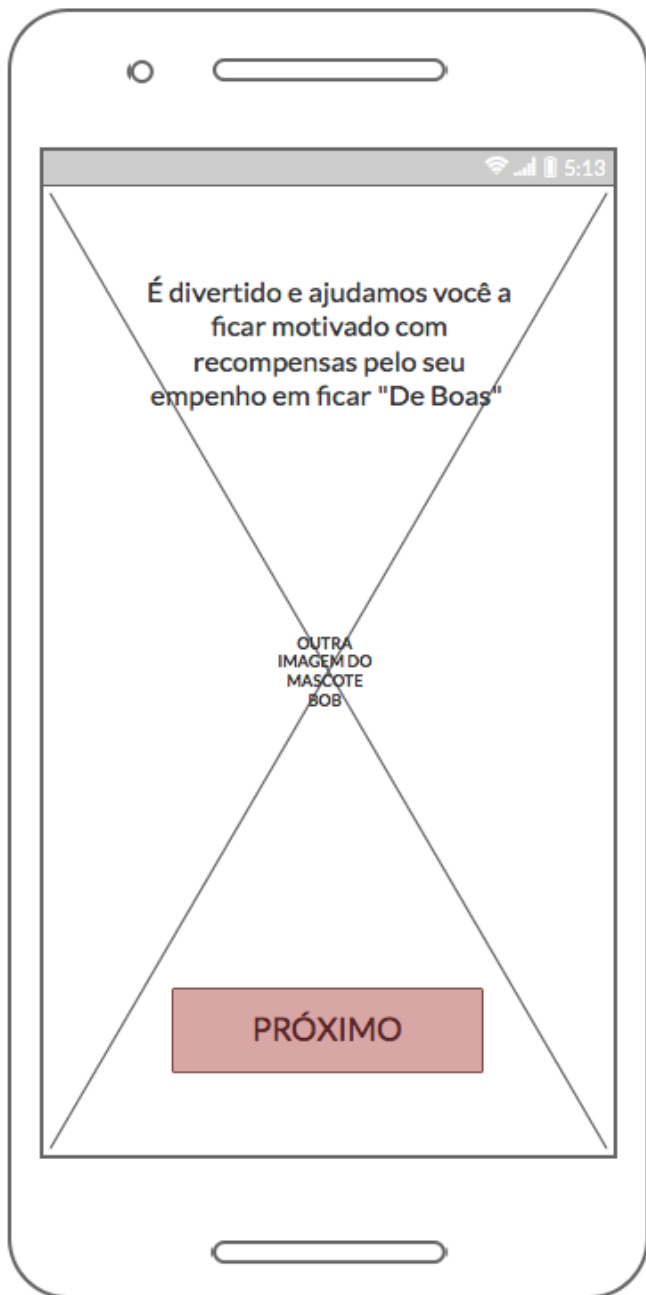 5:13
É divertido e ajudamos você a
ficar motivado com
recompensas pelo seu
empenho em ficar "De Boas"
OUTRA
IMAGEM DO
MASCOTE
BOB
PRÓXIMO